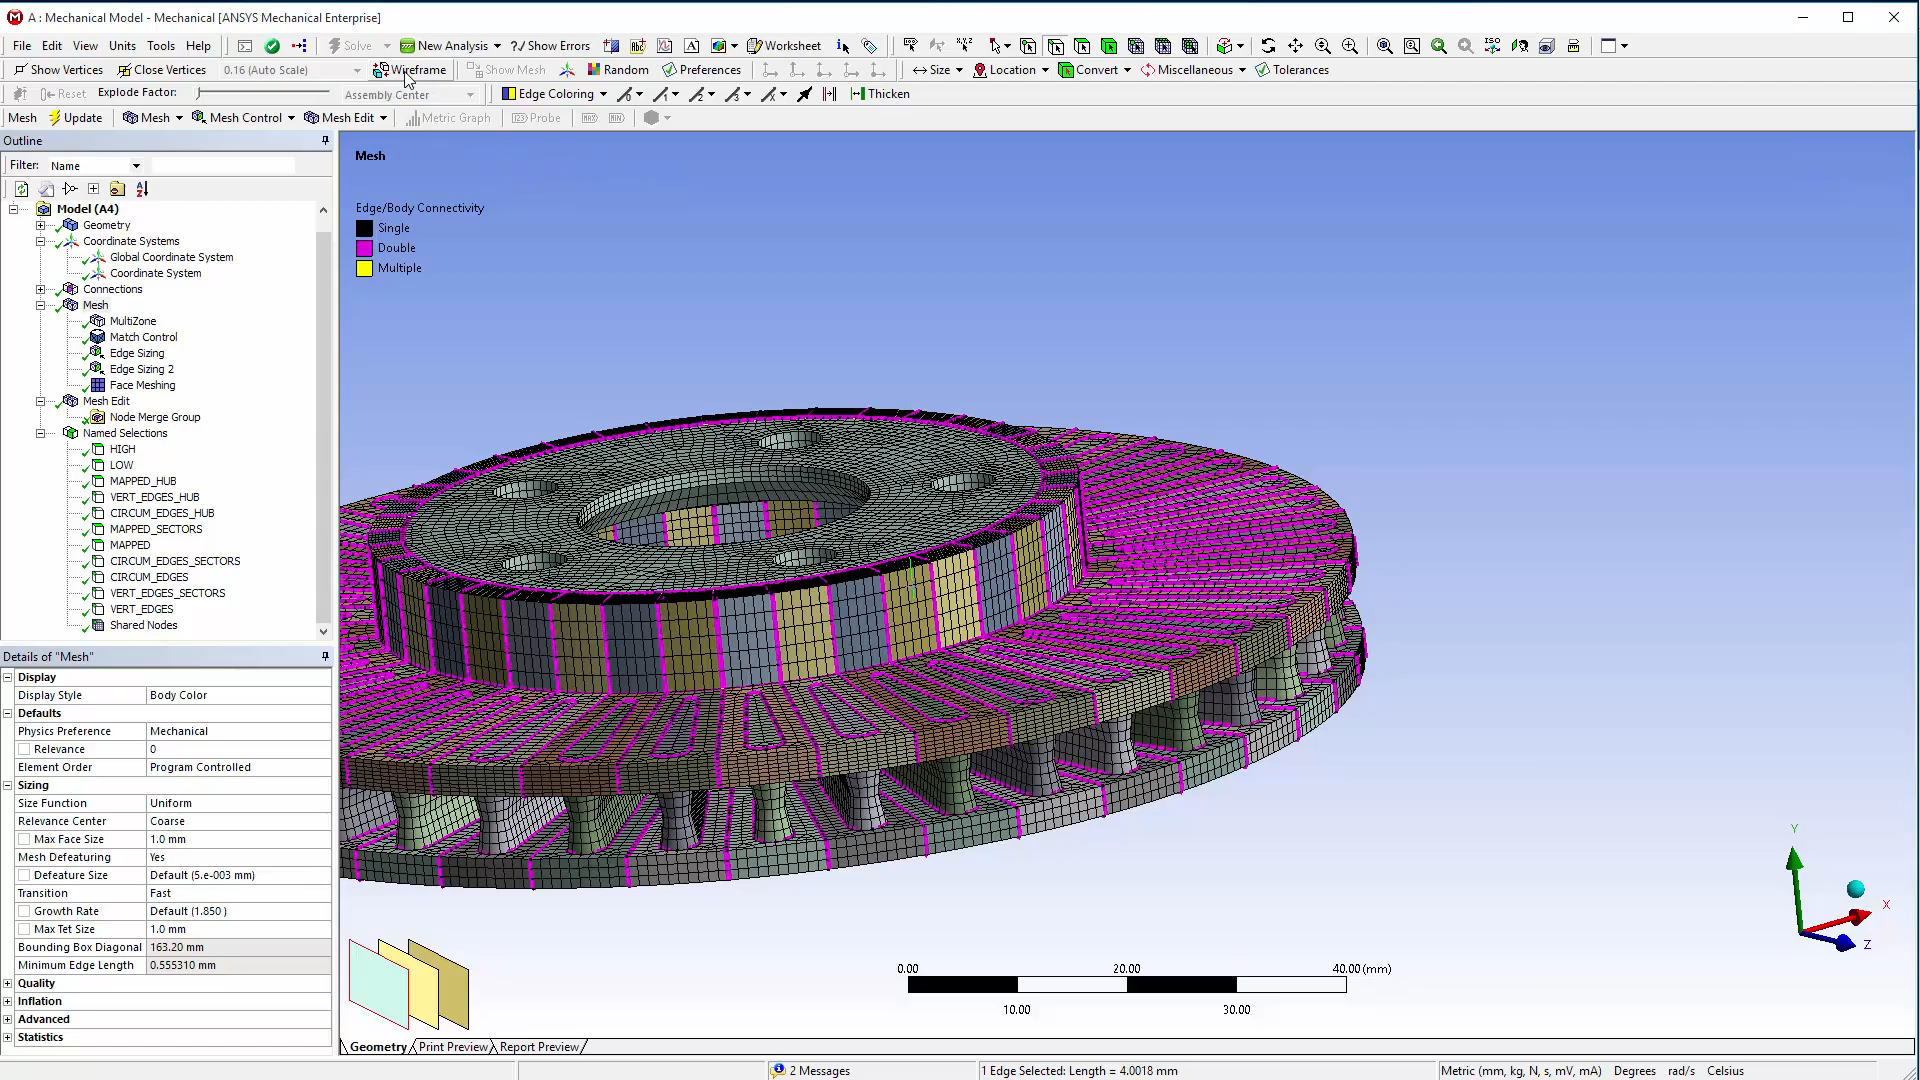 A : Mechanical Model - Mechanical [ANSYS Mechanical Enterprise]
File Edit View Units Tools Help Solve New Analysis ?/ Show Errors Worksheet
Show Vertices Close Vertices 0.16 (Auto Scale) Wireframe Show Mesh Random Preferences Size Location Convert Miscellaneous Tolerances
Reset Explode Factor: Assembly Center Edge Coloring Thicken
Mesh Update Mesh Mesh Control Mesh Edit Metric Graph Probe
Outline
Filter: Name
Model (A4)
Geometry
Coordinate Systems
Global Coordinate System
Coordinate System
Connections
Mesh
MultiZone
Match Control
Edge Sizing
Edge Sizing 2
Face Meshing
Mesh Edit
Node Merge Group
Named Selections
HIGH
LOW
MAPPED_HUB
VERT_EDGES_HUB
CIRCUM_EDGES_HUB
MAPPED_SECTORS
MAPPED
CIRCUM_EDGES_SECTORS
CIRCUM_EDGES
VERT_EDGES_SECTORS
VERT_EDGES
Shared Nodes
Details of "Mesh"
Display
Display Style Body Color
Defaults
Physics Preference Mechanical
Relevance 0
Element Order Program Controlled
Sizing
Size Function Uniform
Relevance Center Coarse
Max Face Size 1.0 mm
Mesh Defeaturing Yes
Defeature Size Default (5.e-003 mm)
Transition Fast
Growth Rate Default (1.850 )
Max Tet Size 1.0 mm
Bounding Box Diagonal 163.20 mm
Minimum Edge Length 0.555310 mm
Quality
Inflation
Advanced
Statistics
Mesh
Edge/Body Connectivity
Single
Double
Multiple
Y
X
Z
0.00 20.00 40.00 (mm)
10.00 30.00
Geometry Print Preview Report Preview
2 Messages 1 Edge Selected: Length = 4.0018 mm Metric (mm, kg, N, s, mV, mA) Degrees rad/s Celsius